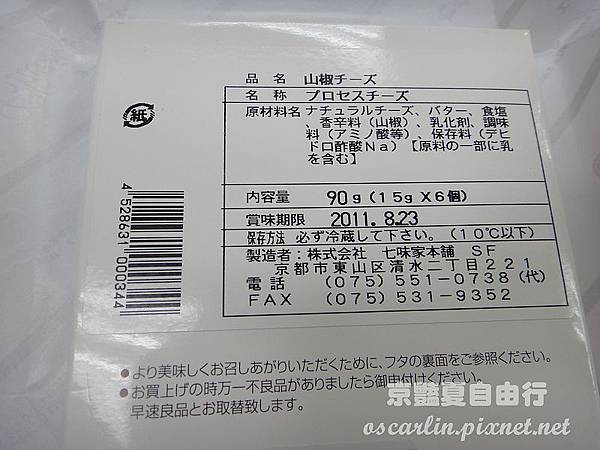 品 名 山椒チーズ
名 称 プロセスチーズ
原材料名 ナチュラルチーズ、バター、食塩
、香辛料（山椒）、乳化剤、調味
料（アミノ酸等）、保存料（デヒ
ドロ酢酸Ｎａ）【原料の一部に乳
を含む】
内容量 90g（15g X6個）
賞味期限 2011. 8.23
保存方法 必ず冷蔵して下さい。（10℃以下）
製造者：株式会社 七味家本舗 ＳＦ
京都市東山区清水二丁目２２１
電話 （０７５）５５１－０７３８（代）
ＦＡＸ （０７５）５３１－９３５２
紙
4 528631 000344
●より美味しくお召しあがりいただくために、フタの裏面をご参照ください。
●お買上げの時万一不良品がありましたら御申付けください。
早速良品とお取替致します。
京豔夏自由行
oscarlin.pixnet.net